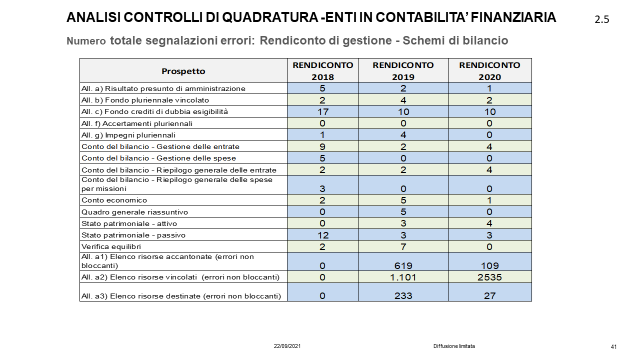 ANALISI CONTROLLI DI QUADRATURA -ENTI IN CONTABILITA' FINANZIARIA
2.5
Numero totale segnalazioni errori: Rendiconto di gestione - Schemi di bilancio
Prospetto RENDICONTO 2018 RENDICONTO 2019 RENDICONTO 2020
All. a) Risultato presunto di amministrazione 5 2 1
All. b) Fondo pluriennale vincolato 2 4 2
All. c) Fondo crediti di dubbia esigibilità 17 10 10
All. f) Accertamenti pluriennali 0 0 0
All. g) Impegni pluriennali 1 4 0
Conto del bilancio - Gestione delle entrate 9 2 4
Conto del bilancio - Gestione delle spese 5 0 0
Conto del bilancio - Riepilogo generale delle entrate 2 2 4
Conto del bilancio - Riepilogo generale delle spese
per missioni 3 0 0
Conto economico 2 5 1
Quadro generale riassuntivo 0 5 0
Stato patrimoniale - attivo 0 3 4
Stato patrimoniale - passivo 12 3 3
Verifica equilibri 2 7 0
All. a1) Elenco risorse accantonate (errori non
bloccanti) 0 619 109
All. a2) Elenco risorse vincolati (errori non bloccanti) 0 1.101 2535
All. a3) Elenco risorse destinate (errori non bloccanti) 0 233 27
22/09/2021 Diffusione limitata 41